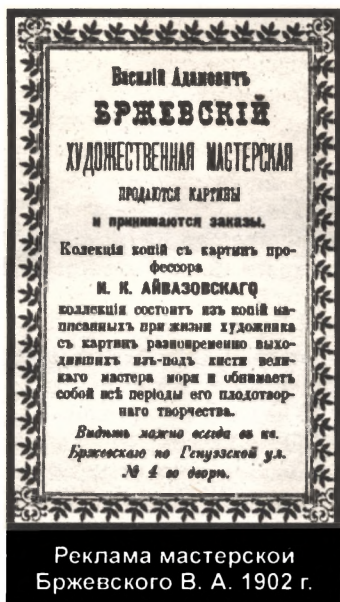 Василій Адамовичъ
БРЖЕВСКІЙ
ХУДОЖЕСТВЕННАЯ МАСТЕРСКАЯ
ПРОДАЮТСЯ КАРТИНЫ
и принимаются заказы.
Колекція копій съ картинъ про-
фессора
И. К. АЙВАЗОВСКАГО
коллекція состоитъ изъ копій на-
писанныхъ при жизни художника
съ картинъ разновременно выхо-
дившихъ изъ-подъ кисти вели-
каго мастера моря и обнимаетъ
собой всѣ періоды его плодотвор-
наго творчества.
Видѣть можно всегда въ кв.
Бржевскаго по Генуэзской ул.
№ 4 во дворѣ.
Реклама мастерскои
Бржевского В. А. 1902 г.